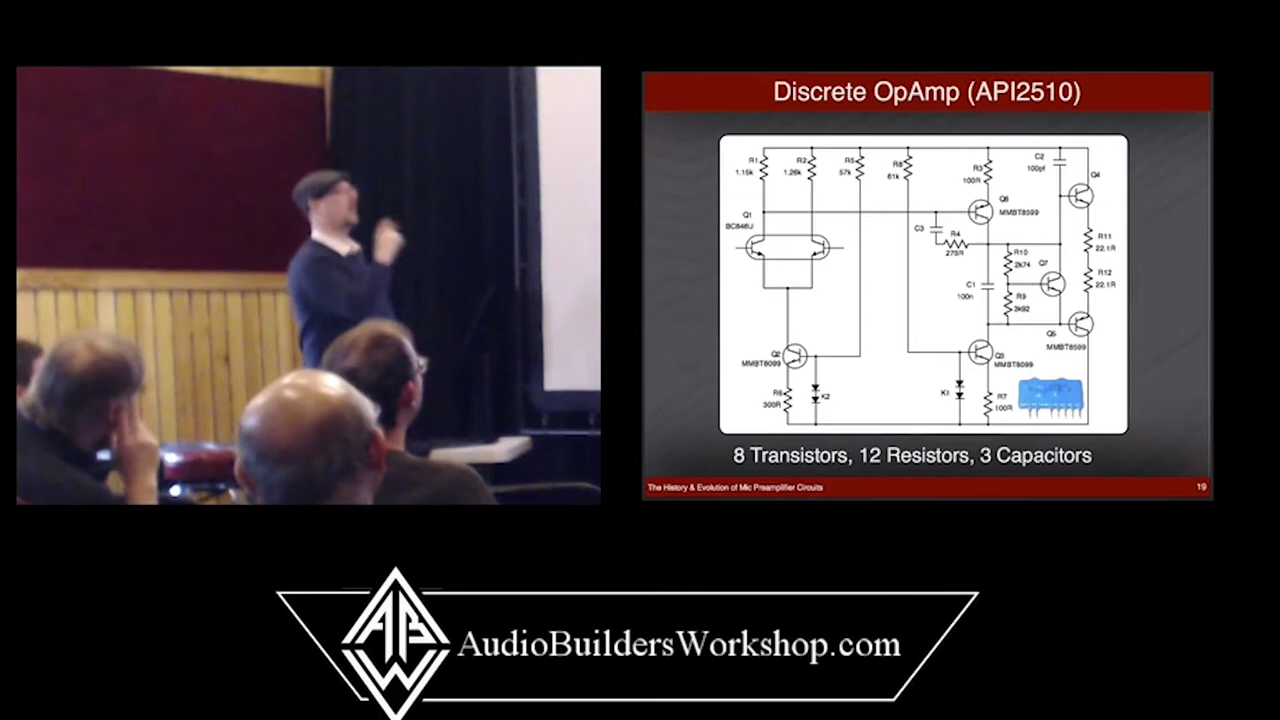 Discrete OpAmp (API2510)
R1
1.15k
R2
1.26k
R5
57k
R8
61k
R3
100R
C2
100pf
Q4
Q6
MMBT8599
Q1
BC846U
C3
R4
275R
R10
2k74
Q7
R11
22.1R
R12
22.1R
C1
100n
R9
2k92
Q5
MMBT8599
Q2
MMBT8099
Q3
MMBT8099
R6
300R
K2
K1
R7
100R
8 Transistors, 12 Resistors, 3 Capacitors
The History & Evolution of Mic Preamplifier Circuits
19
ABW
AudioBuildersWorkshop.com